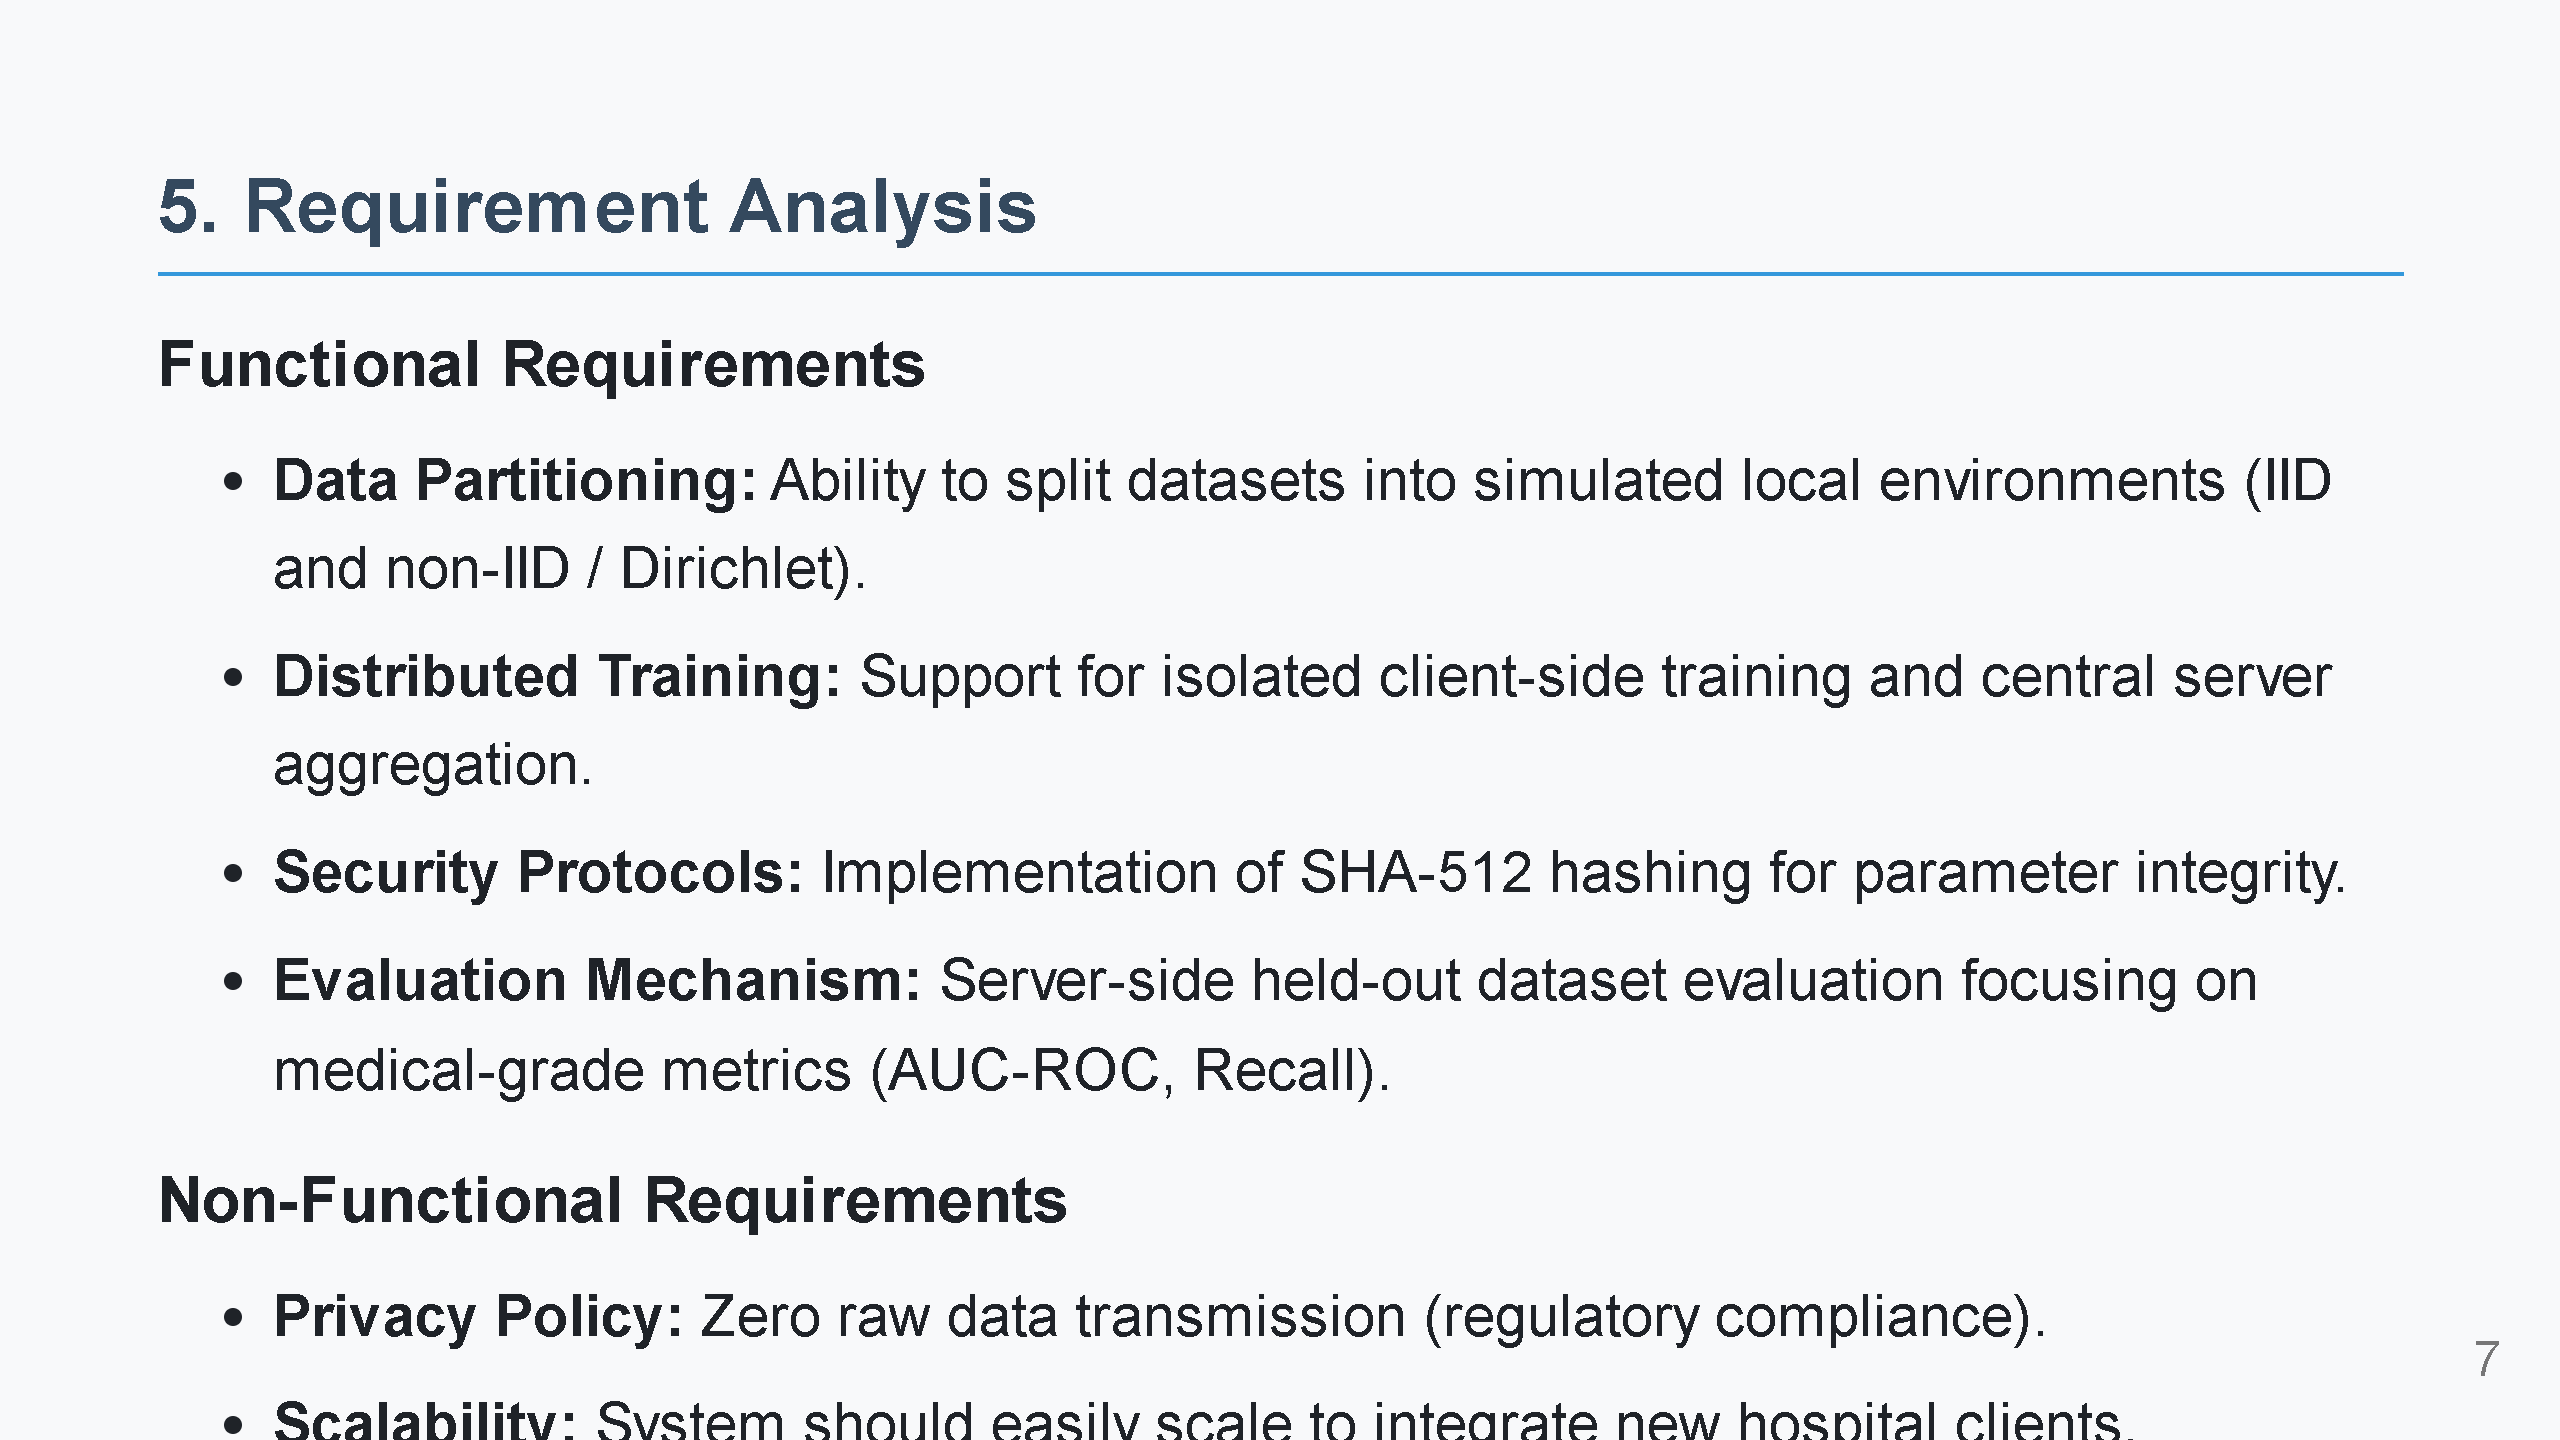 5. Requirement Analysis
Functional Requirements
• Data Partitioning: Ability to split datasets into simulated local environments (IID
and non-IID / Dirichlet).
• Distributed Training: Support for isolated client-side training and central server
aggregation.
• Security Protocols: Implementation of SHA-512 hashing for parameter integrity.
• Evaluation Mechanism: Server-side held-out dataset evaluation focusing on
medical-grade metrics (AUC-ROC, Recall).
Non-Functional Requirements
• Privacy Policy: Zero raw data transmission (regulatory compliance).
7
• Scalability: System should easily scale to integrate new hospital clients.